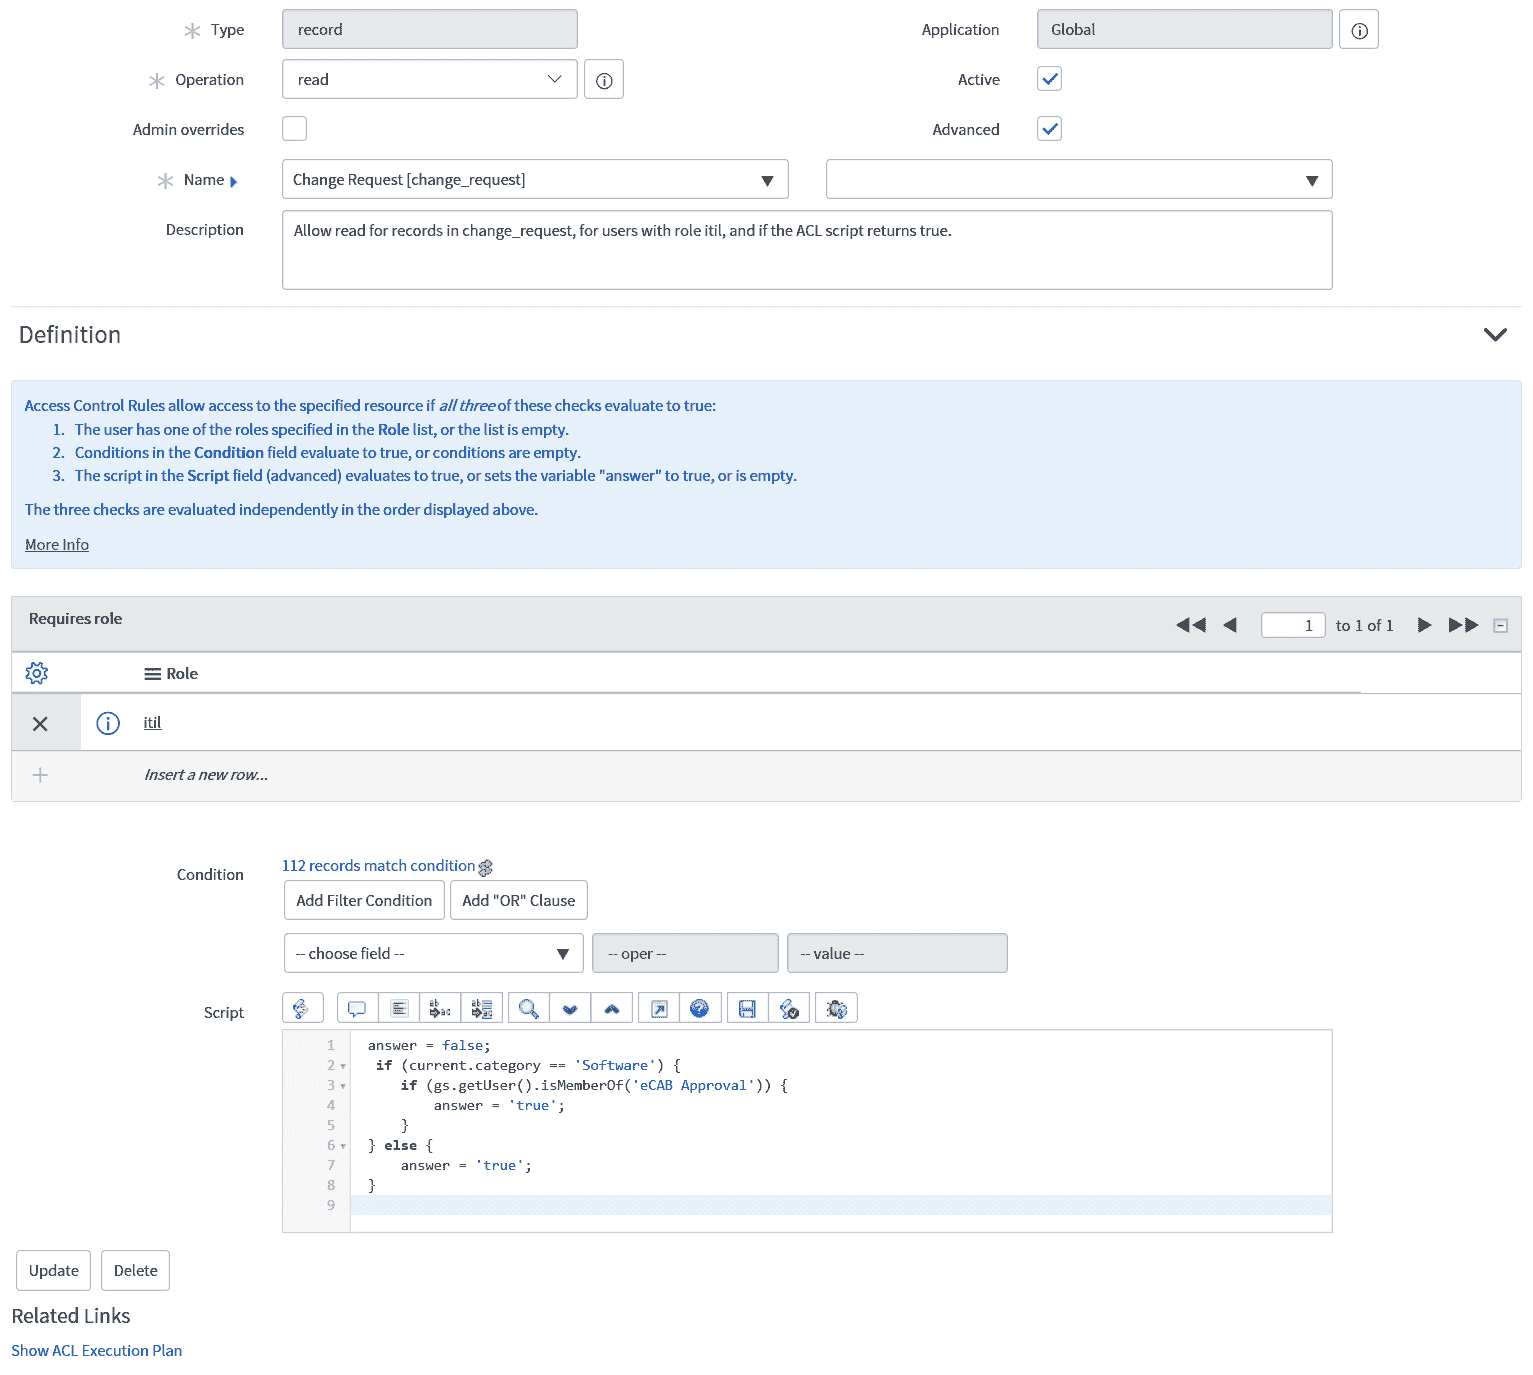 Type record Application Global
Operation read Active
Admin overrides Advanced
Name Change Request [change_request]
Description Allow read for records in change_request, for users with role itil, and if the ACL script returns true.
Definition
Access Control Rules allow access to the specified resource if all three of these checks evaluate to true:
1. The user has one of the roles specified in the Role list, or the list is empty.
2. Conditions in the Condition field evaluate to true, or conditions are empty.
3. The script in the Script field (advanced) evaluates to true, or sets the variable "answer" to true, or is empty.
The three checks are evaluated independently in the order displayed above.
More Info
Requires role 1 to 1 of 1
Role
itil
Insert a new row...
Condition 112 records match condition
Add Filter Condition Add "OR" Clause
-- choose field -- -- oper -- -- value --
Script
1 answer = false;
2 if (current.category == 'Software') {
3 if (gs.getUser().isMemberOf('eCAB Approval')) {
4 answer = 'true';
5 }
6 } else {
7 answer = 'true';
8 }
9
Update Delete
Related Links
Show ACL Execution Plan